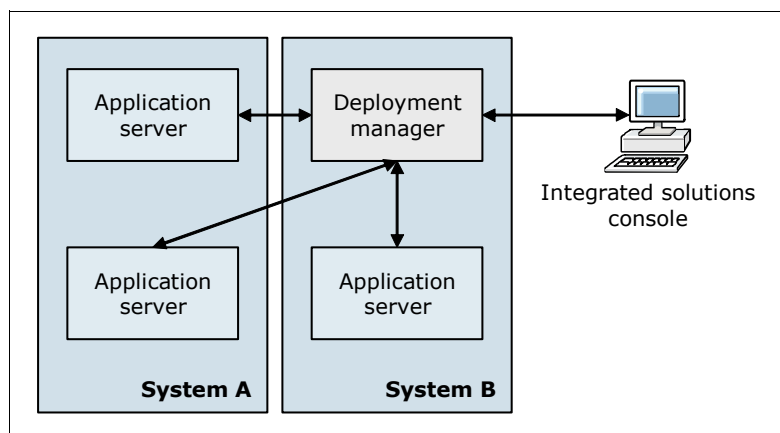 Application
server
Deployment
manager
Integrated solutions
console
Application
server
Application
server
System A
System B